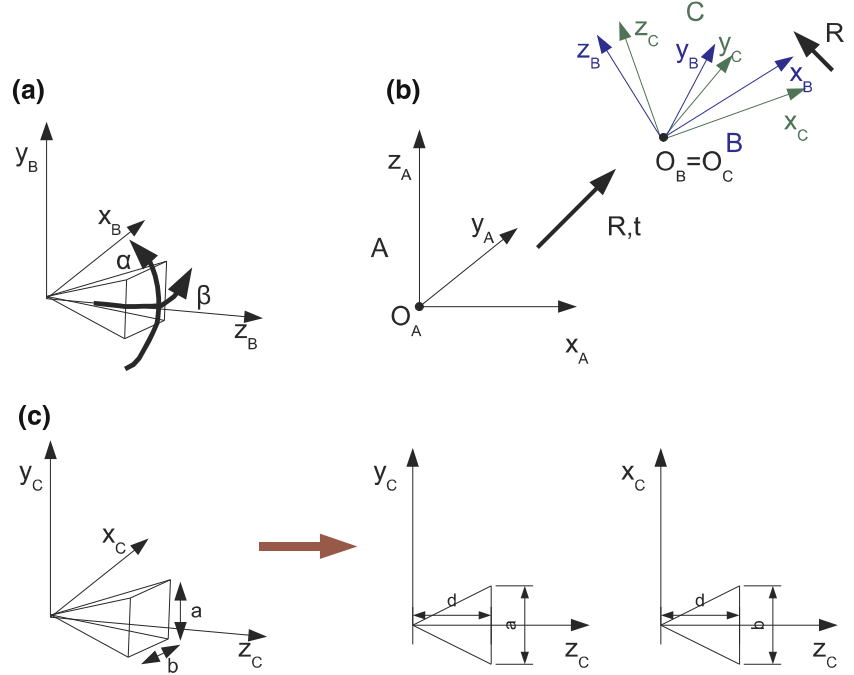 (a)
y_B
x_B
α
β
z_B
(b)
z_A
y_A
A
O_A
x_A
R,t
C
z_B
z_C
y_B
y_C
x_B
x_C
R
B
O_B=O_C
(c)
y_C
x_C
a
b
z_C
y_C
d
a
z_C
x_C
d
b
z_C